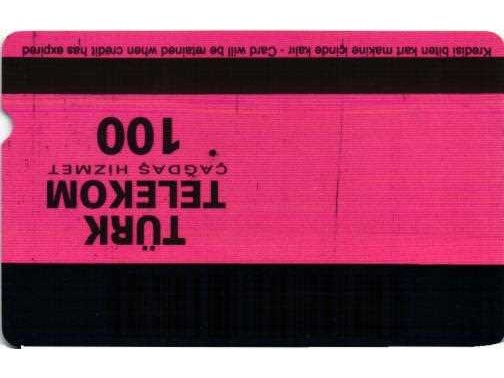 TÜRK
TELEKOM
ÇAĞDAŞ HİZMET
100
Kredisi biten kart makine içinde kalır - Card will be retained when credit has expired